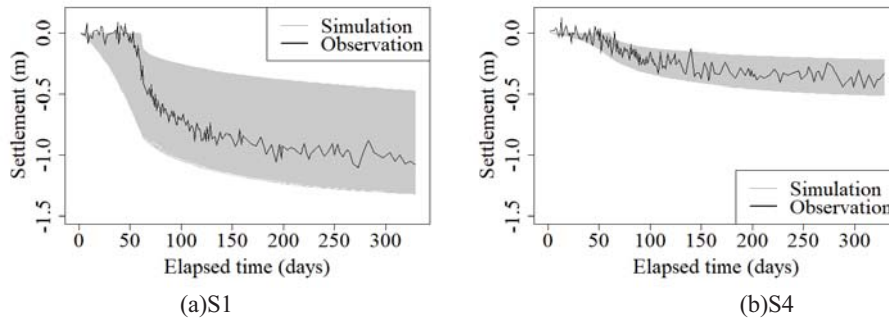 Settlement (m)
0.0
-0.5
-1.0
-1.5
Simulation
Observation
0 50 100 150 200 250 300
Elapsed time (days)
(a)S1
Settlement (m)
0.0
-0.5
-1.0
-1.5
Simulation
Observation
0 50 100 150 200 250 300
Elapsed time (days)
(b)S4